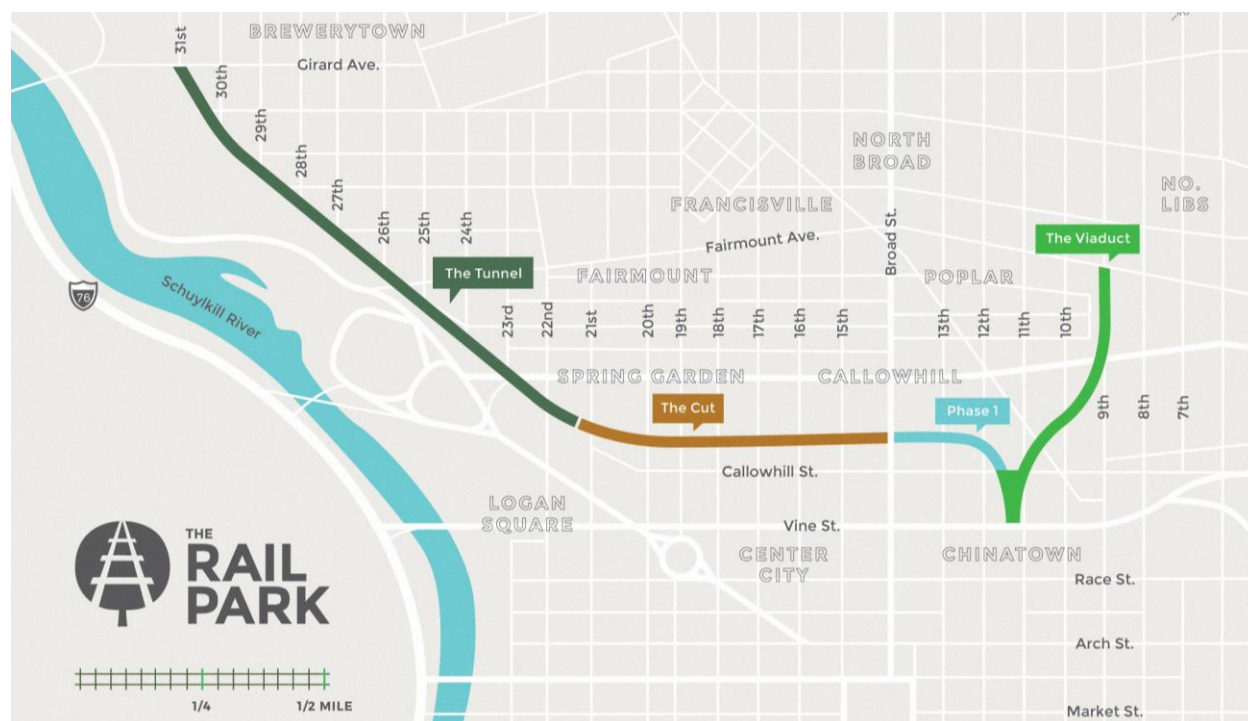 BREWERYTOWN
31st
Girard Ave.
30th
29th
28th
27th
26th
25th
24th
NORTH
BROAD
NO.
LIBS
FRANCISVILLE
Fairmount Ave.
Broad St.
The Viaduct
The Tunnel
FAIRMOUNT
POPLAR
76
Schuylkill River
23rd
22nd
21st
20th
19th
18th
17th
16th
15th
13th
12th
11th
10th
SPRING GARDEN
CALLOWHILL
The Cut
Phase 1
9th
8th
7th
Callowhill St.
LOGAN
SQUARE
Vine St.
CENTER
CITY
CHINATOWN
THE
RAIL
PARK
Race St.
Arch St.
Market St.
1/4
1/2 MILE